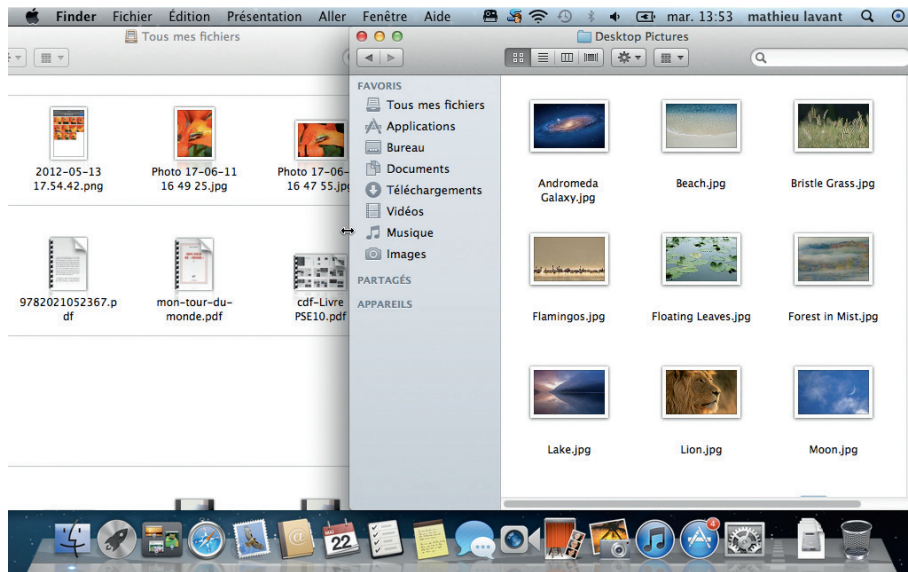 Finder Fichier Édition Présentation Aller Fenêtre Aide mar. 13:53 mathieu lavant
Tous mes fichiers
Desktop Pictures
2012-05-13
17.54.42.png
Photo 17-06-11
16 49 25.jpg
Photo 17-06-
16 47 55.jpg
9782021052367.p
df
mon-tour-du-
monde.pdf
cdf-Livre
PSE10.pdf
FAVORIS
Tous mes fichiers
Applications
Bureau
Documents
Téléchargements
Vidéos
Musique
Images
PARTAGÉS
APPAREILS
Andromeda
Galaxy.jpg
Beach.jpg
Bristle Grass.jpg
Flamingos.jpg
Floating Leaves.jpg
Forest in Mist.jpg
Lake.jpg
Lion.jpg
Moon.jpg
22
4